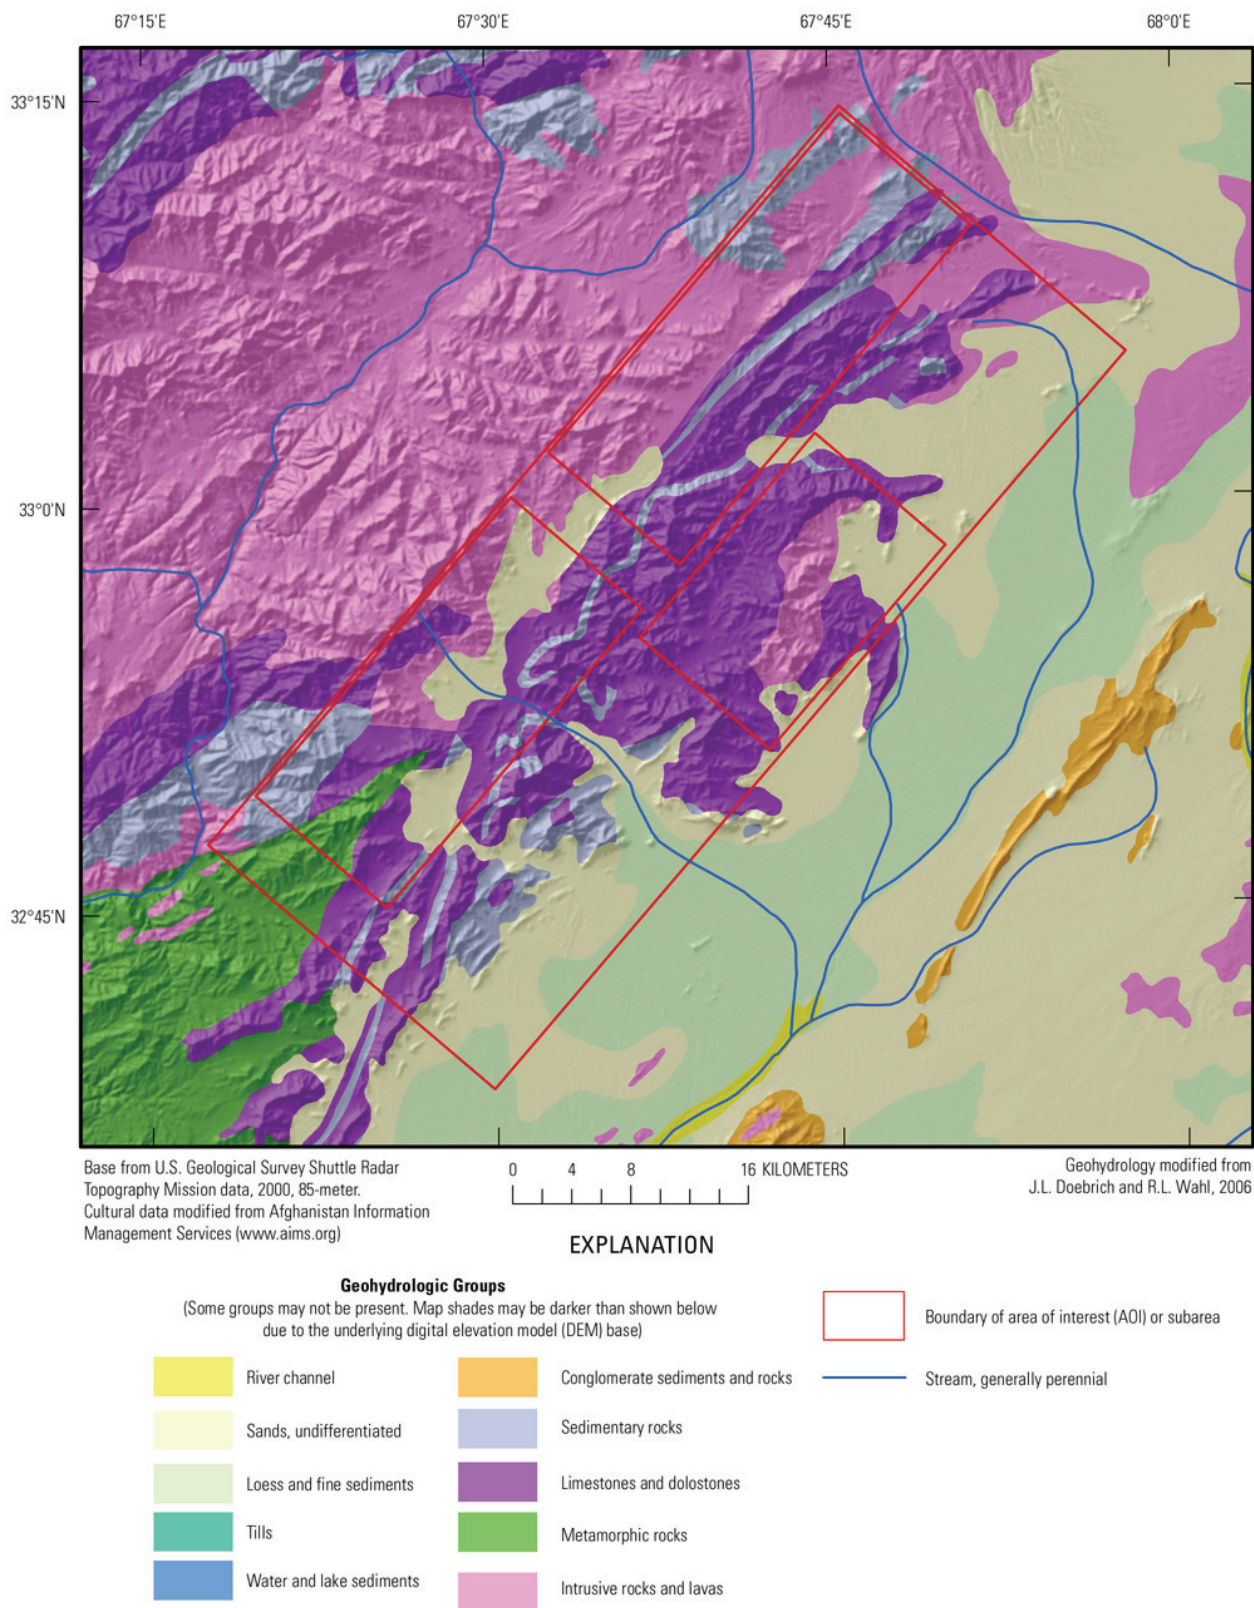 67°15'E 67°30'E 67°45'E 68°0'E
33°15'N
33°0'N
32°45'N
Base from U.S. Geological Survey Shuttle Radar
Topography Mission data, 2000, 85-meter.
Cultural data modified from Afghanistan Information
Management Services (www.aims.org)
0 4 8 16 KILOMETERS
Geohydrology modified from
J.L. Doebrich and R.L. Wahl, 2006
EXPLANATION
Geohydrologic Groups
(Some groups may not be present. Map shades may be darker than shown below
due to the underlying digital elevation model (DEM) base)
River channel
Sands, undifferentiated
Loess and fine sediments
Tills
Water and lake sediments
Conglomerate sediments and rocks
Sedimentary rocks
Limestones and dolostones
Metamorphic rocks
Intrusive rocks and lavas
Boundary of area of interest (AOI) or subarea
Stream, generally perennial